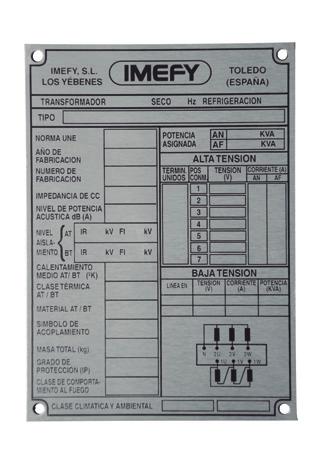 IMEFY, S.L.
LOS YÉBENES
IMEFY
TOLEDO
(ESPAÑA)
TRANSFORMADOR SECO Hz REFRIGERACION
TIPO
NORMA UNE
AÑO DE
FABRICACION
NUMERO DE
FABRICACION
IMPEDANCIA DE CC
NIVEL DE POTENCIA
ACUSTICA dB (A)
NIVEL
AISLA-
MIENTO
AT IR kV FI kV
BT IR kV FI kV
CALENTAMIENTO
MEDIO AT/ BT (ºK)
CLASE TÉRMICA
AT / BT
MATERIAL AT / BT
SIMBOLO DE
ACOPLAMIENTO
MASA TOTAL (kg)
GRADO DE
PROTECCIÓN (IP)
CLASE DE COMPORTA-
MIENTO AL FUEGO
CLASE CLIMATICA Y AMBIENTAL
POTENCIA
ASIGNADA
AN KVA
AF KVA
ALTA TENSION
TERMIN.
UNIDOS
POS
CONM.
TENSION
(V)
CORRIENTE (A)
AN AF
1
2
3
4
5
6
7
BAJA TENSION
LINEA EN
TENSION
(V)
CORRIENTE
(A)
POTENCIA
(KVA)
N 2U 2V 2W
1U 1V 1W